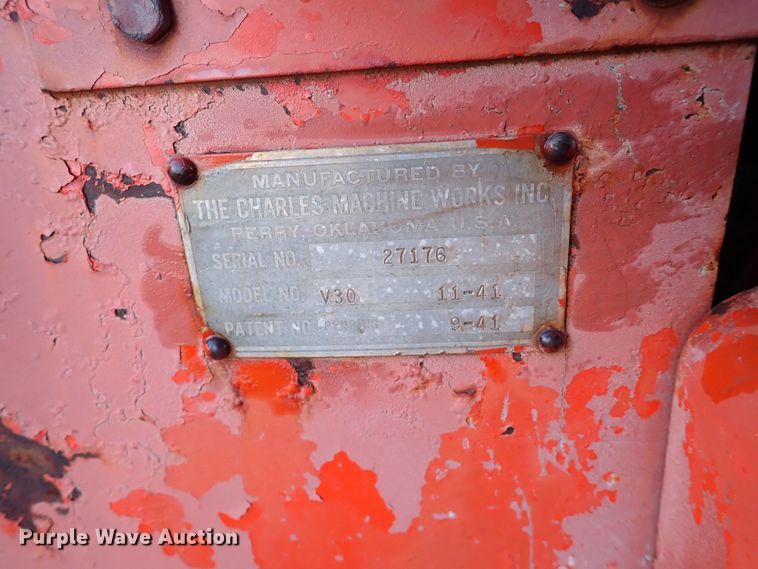 MANUFACTURED BY
THE CHARLES MACHINE WORKS INC.
PERRY, OKLAHOMA, U.S.A.
SERIAL NO. 27176
MODEL NO. V30 11-41
PATENT NO. 9-41
Purple Wave Auction